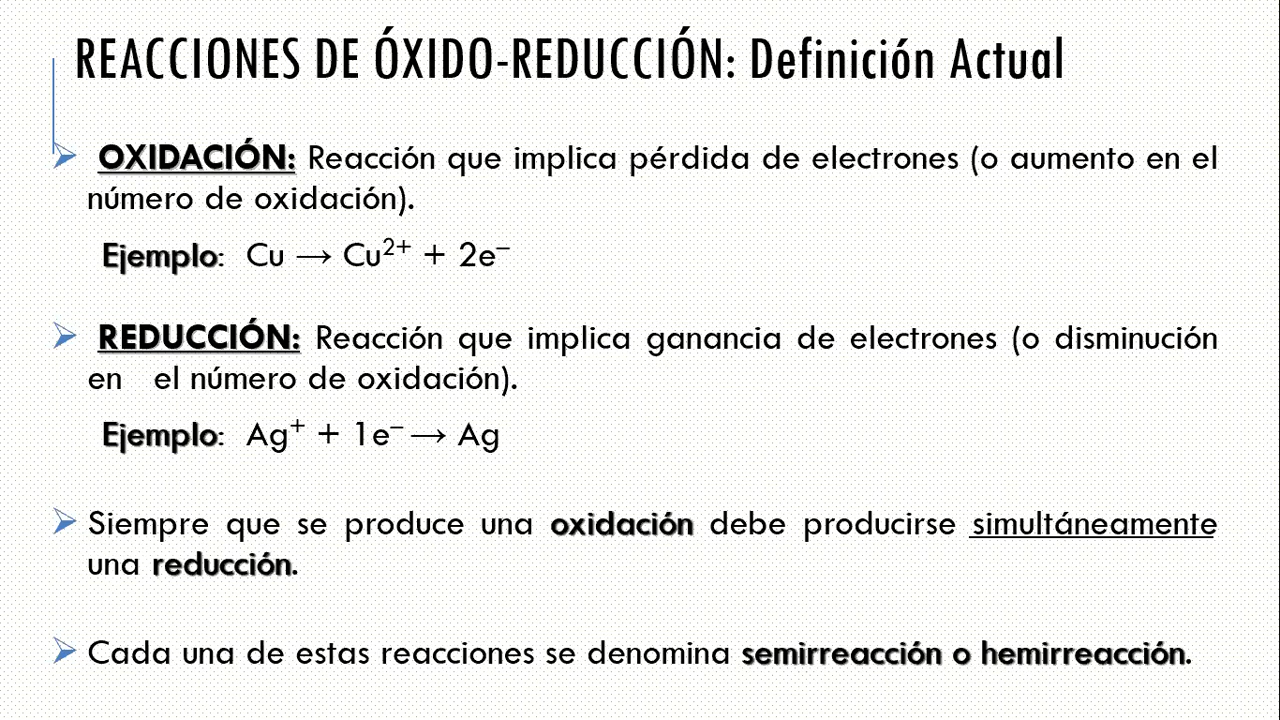 REACCIONES DE ÓXIDO-REDUCCIÓN: Definición Actual
OXIDACIÓN: Reacción que implica pérdida de electrones (o aumento en el
número de oxidación).
Ejemplo: Cu → Cu²⁺ + 2e⁻
REDUCCIÓN: Reacción que implica ganancia de electrones (o disminución
en el número de oxidación).
Ejemplo: Ag⁺ + 1e⁻ → Ag
Siempre que se produce una oxidación debe producirse simultáneamente
una reducción.
Cada una de estas reacciones se denomina semirreacción o hemirreacción.